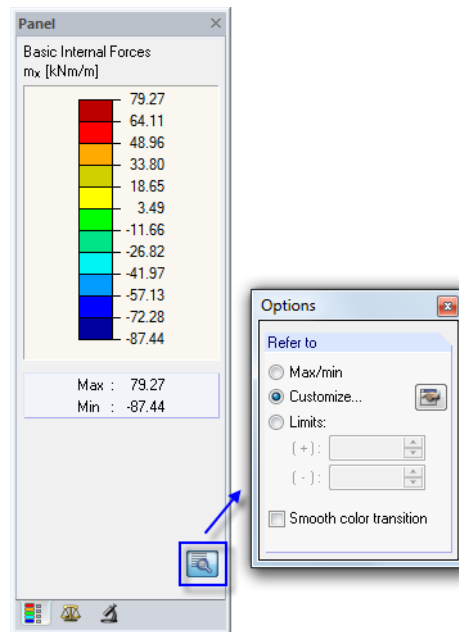 Panel
Basic Internal Forces
mx [kNm/m]
79.27
64.11
48.96
33.80
18.65
3.49
-11.66
-26.82
-41.97
-57.13
-72.28
-87.44
Max : 79.27
Min : -87.44
Options
Refer to
Max/min
Customize...
Limits:
(+):
(-):
Smooth color transition